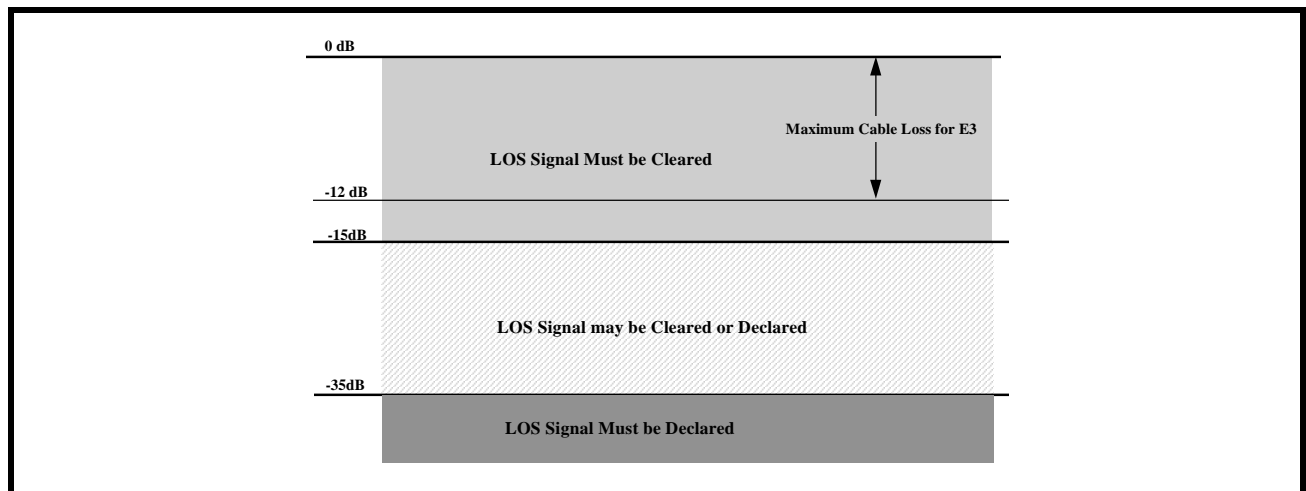 0 dB
Maximum Cable Loss for E3
LOS Signal Must be Cleared
-12 dB
-15dB
LOS Signal may be Cleared or Declared
-35dB
LOS Signal Must be Declared